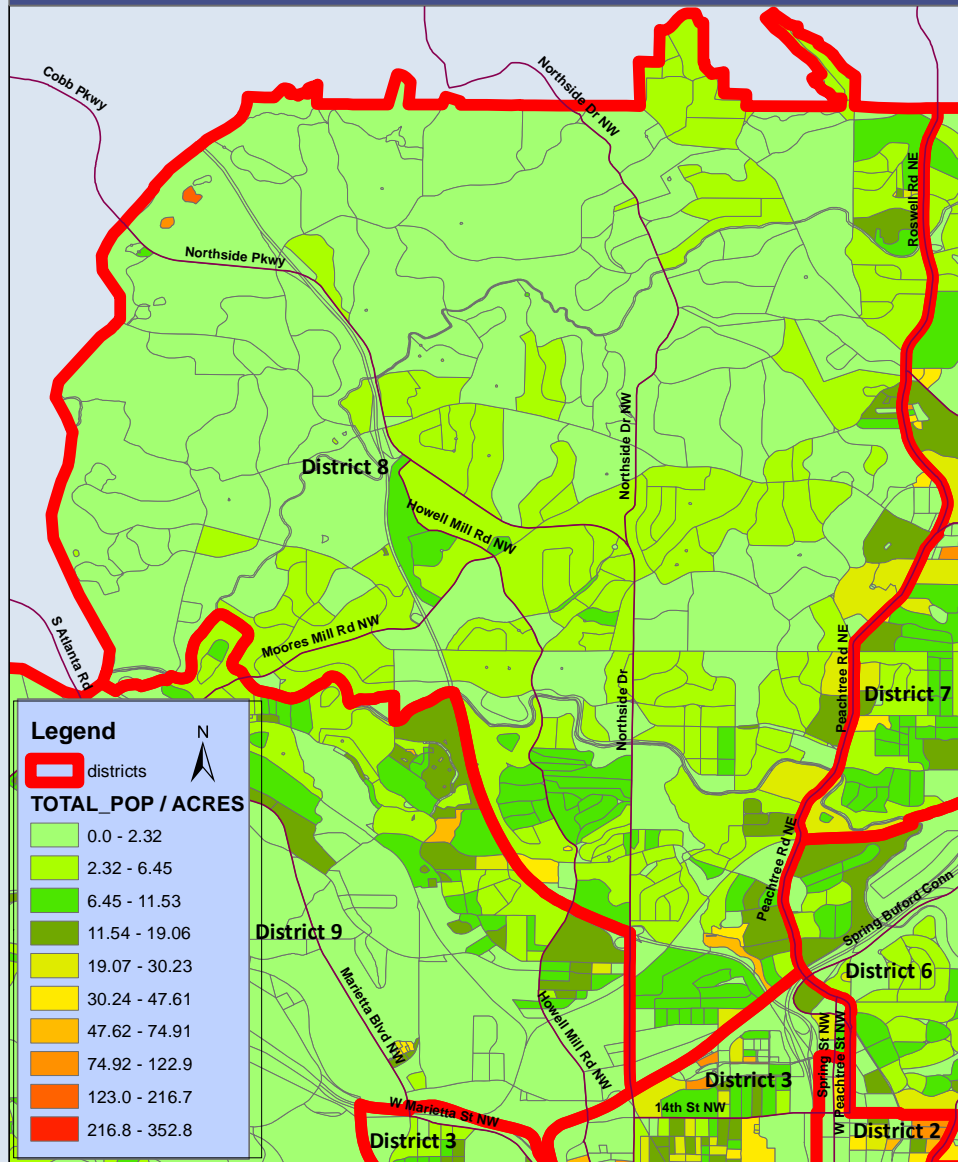 Cobb Pkwy
Northside Dr NW
Roswell Rd NE
Northside Pkwy
Northside Dr NW
District 8
Howell Mill Rd NW
S Atlanta Rd
Moores Mill Rd NW
Peachtree Rd NE
District 7
Northside Dr
Legend
N
districts
TOTAL_POP / ACRES
0.0 - 2.32
2.32 - 6.45
6.45 - 11.53
11.54 - 19.06
19.07 - 30.23
30.24 - 47.61
47.62 - 74.91
74.92 - 122.9
123.0 - 216.7
216.8 - 352.8
Peachtree Rd NE
Spring Buford Conn
District 9
District 6
Marietta Blvd NW
Howell Mill Rd NW
Spring St NW
W Peachtree St NW
District 3
14th St NW
W Marietta St NW
District 3
District 2